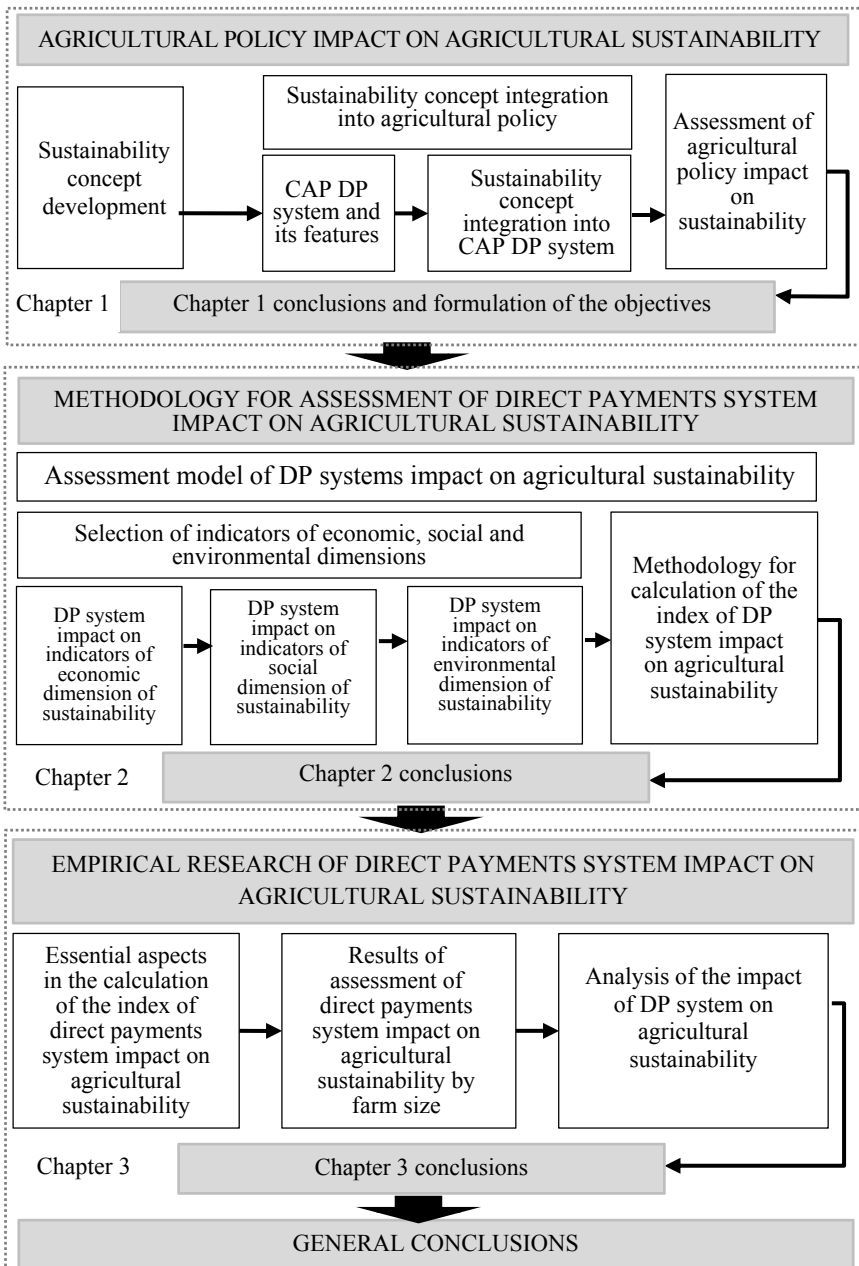 AGRICULTURAL POLICY IMPACT ON AGRICULTURAL SUSTAINABILITY
Sustainability
concept
development
Sustainability concept integration
into agricultural policy
CAP DP
system and
its features
Sustainability
concept
integration into
CAP DP system
Assessment of
agricultural
policy impact
on
sustainability
Chapter 1
Chapter 1 conclusions and formulation of the objectives
METHODOLOGY FOR ASSESSMENT OF DIRECT PAYMENTS SYSTEM
IMPACT ON AGRICULTURAL SUSTAINABILITY
Assessment model of DP systems impact on agricultural sustainability
Selection of indicators of economic, social and
environmental dimensions
DP system
impact on
indicators of
economic
dimension of
sustainability
DP system
impact on
indicators of
social
dimension of
sustainability
DP system
impact on
indicators of
environmental
dimension of
sustainability
Methodology for
calculation of the
index of DP
system impact
on agricultural
sustainability
Chapter 2
Chapter 2 conclusions
EMPIRICAL RESEARCH OF DIRECT PAYMENTS SYSTEM IMPACT ON
AGRICULTURAL SUSTAINABILITY
Essential aspects
in the calculation
of the index of
direct payments
system impact on
agricultural
sustainability
Results of
assessment of
direct payments
system impact on
agricultural
sustainability by
farm size
Analysis of the impact
of DP system on
agricultural
sustainability
Chapter 3
Chapter 3 conclusions
GENERAL CONCLUSIONS